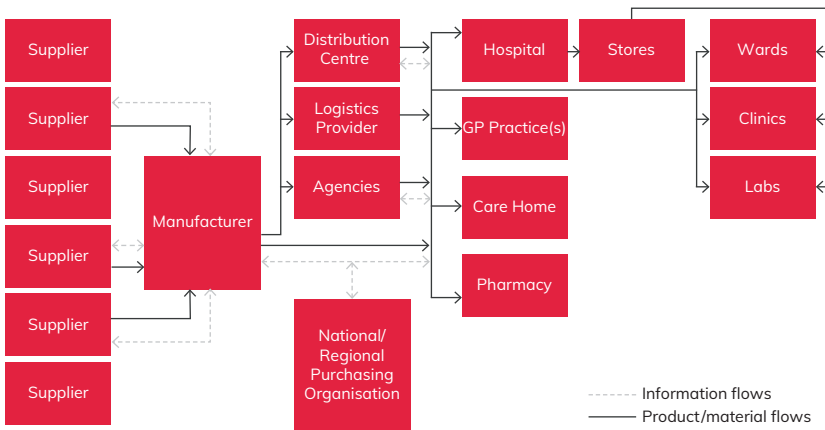 Supplier
Supplier
Supplier
Supplier
Supplier
Supplier
Manufacturer
Distribution
Centre
Logistics
Provider
Agencies
National/
Regional
Purchasing
Organisation
Hospital
GP Practice(s)
Care Home
Pharmacy
Stores
Wards
Clinics
Labs
Information flows
Product/material flows